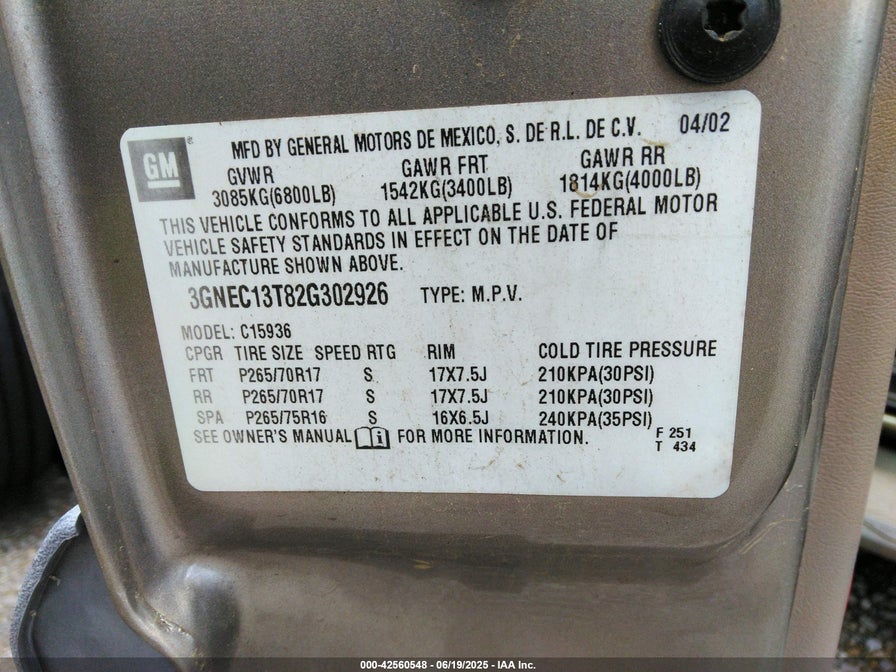 GM
MFD BY GENERAL MOTORS DE MEXICO, S. DE R.L. DE C.V. 04/02
GVWR GAWR FRT GAWR RR
3085KG(6800LB) 1542KG(3400LB) 1814KG(4000LB)
THIS VEHICLE CONFORMS TO ALL APPLICABLE U.S. FEDERAL MOTOR
VEHICLE SAFETY STANDARDS IN EFFECT ON THE DATE OF
MANUFACTURE SHOWN ABOVE.
3GNEC13T82G302926 TYPE: M.P.V.
MODEL: C15936
CPGR TIRE SIZE SPEED RTG RIM COLD TIRE PRESSURE
FRT P265/70R17 S 17X7.5J 210KPA(30PSI)
RR P265/70R17 S 17X7.5J 210KPA(30PSI)
SPA P265/75R16 S 16X6.5J 240KPA(35PSI)
SEE OWNER'S MANUAL i FOR MORE INFORMATION. F 251
T 434
000-42560548 - 06/19/2025 - IAA Inc.